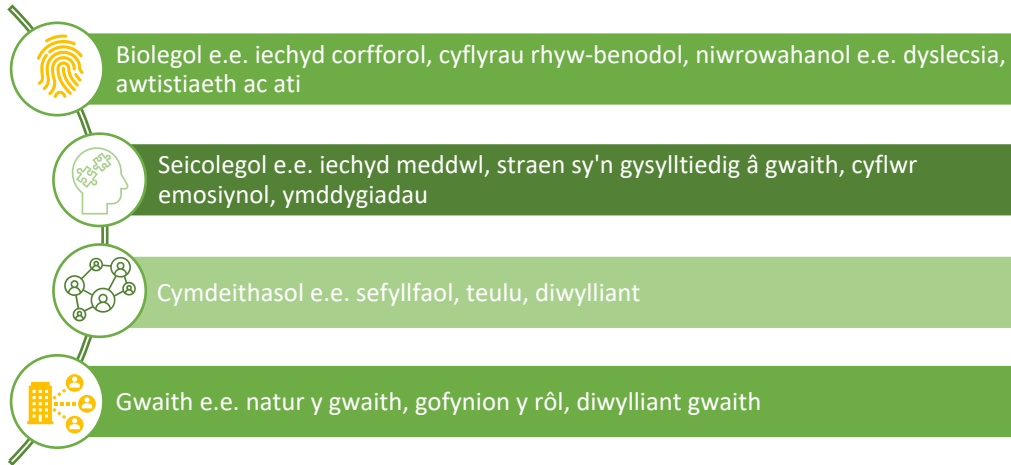 Biolegol e.e. iechyd corfforol, cyflyrau rhyw-benodol, niwrowahanol e.e. dyslecsia,
awtistiaeth ac ati
Seicolegol e.e. iechyd meddwl, straen sy'n gysylltiedig â gwaith, cyflwr
emosiynol, ymddygiadau
Cymdeithasol e.e. sefyllfaol, teulu, diwylliant
Gwaith e.e. natur y gwaith, gofynion y rôl, diwylliant gwaith